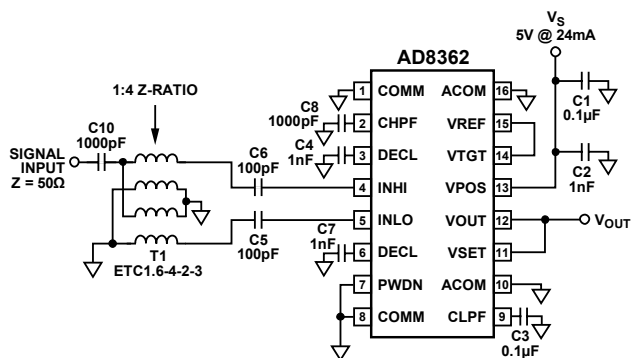 V_S
5V @ 24mA
AD8362
1:4 Z-RATIO
C10
1000pF
SIGNAL
INPUT
Z = 50Ω
T1
ETC1.6-4-2-3
C6
100pF
C5
100pF
C8
1000pF
C4
1nF
C7
1nF
1 COMM
2 CHPF
3 DECL
4 INHI
5 INLO
6 DECL
7 PWDN
8 COMM
ACOM 16
VREF 15
VTGT 14
VPOS 13
VOUT 12
VSET 11
ACOM 10
CLPF 9
C1
0.1µF
C2
1nF
V_OUT
C3
0.1µF